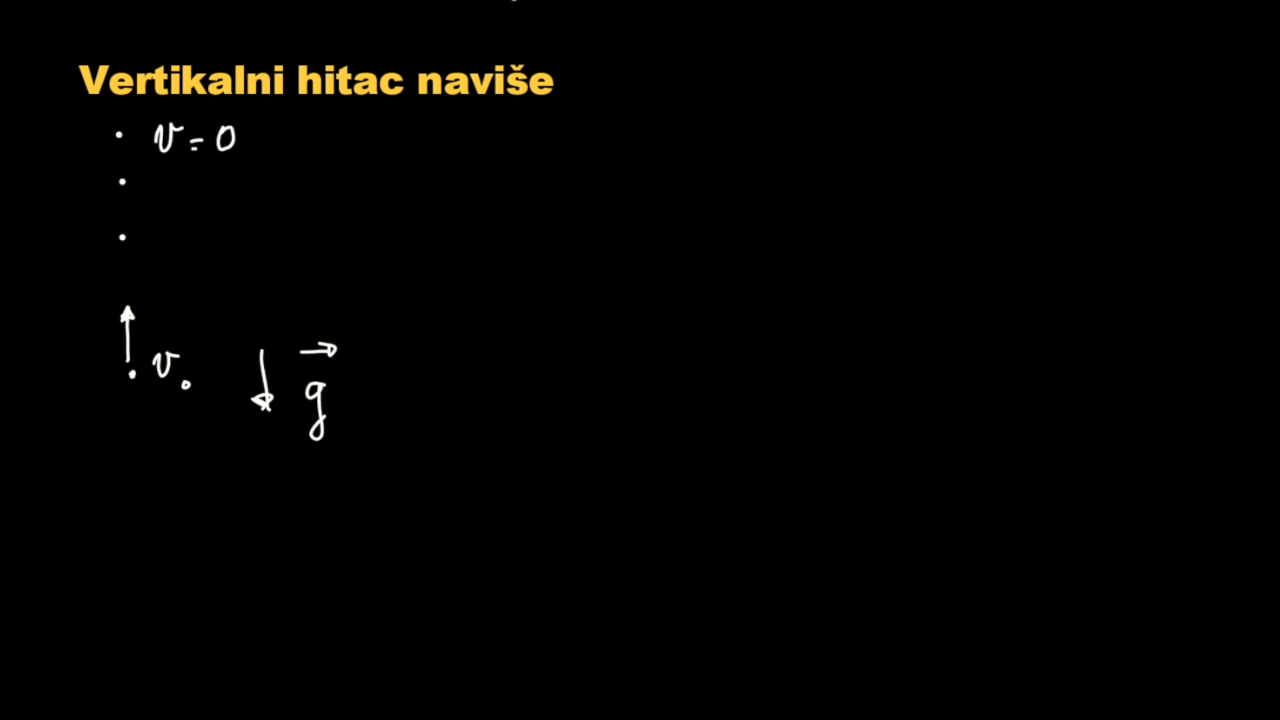 Vertikalni hitac naviše
v = 0
v₀
g⃗